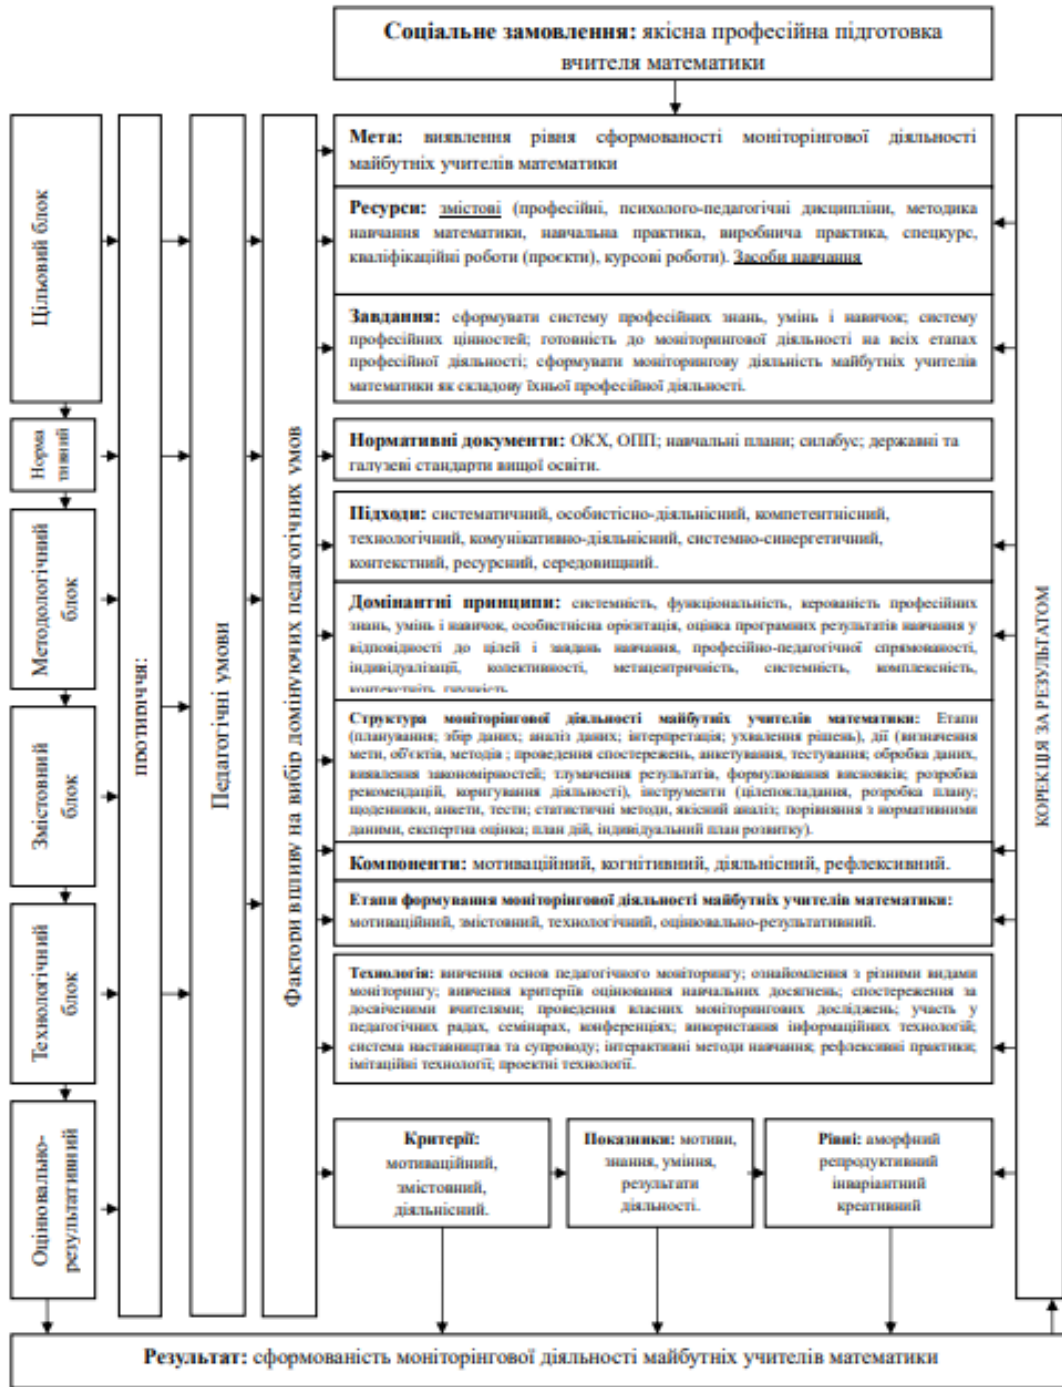 Соціальне замовлення: якісна професійна підготовка
вчителя математики
Цільовий блок
Норма
тивний
Методологічний
блок
Змістовний
блок
Технологічний
блок
Оцінювально-
результативний
протиріччя:
Педагогічні умови
Фактори впливу на вибір домінуючих педагогічних умов
Мета: виявлення рівня сформованості моніторінгової діяльності
майбутніх учителів математики
Ресурси: змістові (професійні, психолого-педагогічні дисципліни, методика
навчання математики, навчальна практика, виробнича практика, спецкурс,
кваліфікаційні роботи (проєкти), курсові роботи). Засоби навчання
Завдання: сформувати систему професійних знань, умінь і навичок; систему
професійних цінностей; готовність до моніторингової діяльності на всіх етапах
професійної діяльності; сформувати моніторингову діяльність майбутніх учителів
математики як складову їхньої професійної діяльності.
Нормативні документи: ОКХ, ОПП; навчальні плани; силабус; державні та
галузеві стандарти вищої освіти.
Підходи: систематичний, особистісно-діяльнісний, компетентнісний,
технологічний, комунікативно-діяльнісний, системно-синергетичний,
контекстний, ресурсний, середовищний.
Домінантні принципи: системність, функціональність, керованість професійних
знань, умінь і навичок, особистнісна орієнтація, оцінка програмних результатів навчання у
відповідності до цілей і завдань навчання, професійно-педагогічної спрямованості,
індивідуалізації, колективності, метацентричність, системність, комплексність,
Структура моніторінгової діяльності майбутніх учителів математики: Етапи
(планування; збір даних; аналіз даних; інтерпретація; ухвалення рішень), дії (визначення
мети, об'єктів, методів ; проведення спостережень, анкетування, тестування; обробка даних,
виявлення закономірностей; тлумачення результатів, формулювання висновків; розробка
рекомендацій, коригування діяльності), інструменти (цілепокладання, розробка плану;
щоденники, анкети, тести; статистичні методи, якісний аналіз; порівняння з нормативними
даними, експертна оцінка; план дій, індивідуальний план розвитку).
Компоненти: мотиваційний, когнітивний, діяльнісний, рефлексивний.
Етапи формування моніторінгової діяльності майбутніх учителів математики:
мотиваційний, змістовний, технологічний, оцінювально-результативний.
Технологія: вивчення основ педагогічного моніторингу; ознайомлення з різними видами
моніторингу; вивчення критеріїв оцінювання навчальних досягнень; спостереження за
досвіченими вчителями; проведення власних моніторингових досліджень; участь у
педагогічних радах, семінарах, конференціях; використання інформаційних технологій;
система наставництва та супроводу; інтерактивні методи навчання; рефлексивні практики;
імітаційні технології; проектні технології.
Критерії:
мотиваційний,
змістовний,
діяльнісний.
Показники: мотиви,
знання, уміння,
результати
діяльності.
Рівні: аморфний
репродуктивний
інваріантний
креативний
КОРЕКЦІЯ ЗА РЕЗУЛЬТАТОМ
Результат: сформованість моніторінгової діяльності майбутніх учителів математики